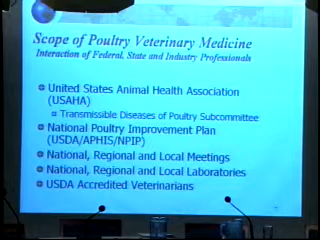 Scope of Poultry Veterinary Medicine
Interaction of Federal, State and Industry Professionals
United States Animal Health Association
(USAHA)
Transmissible Diseases of Poultry Subcommittee
National Poultry Improvement Plan
(USDA/APHIS/NPIP)
National, Regional and Local Meetings
National, Regional and Local Laboratories
USDA Accredited Veterinarians